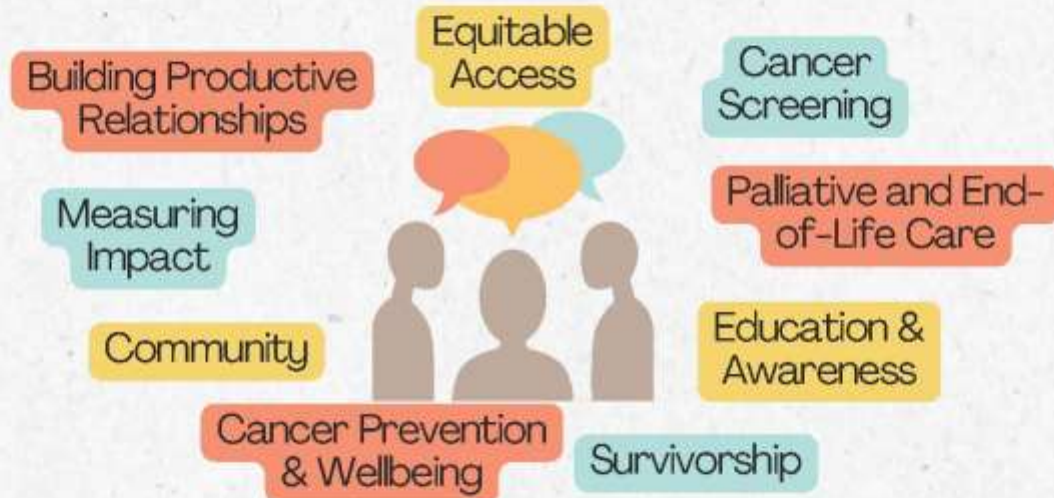 Equitable
Access
Building Productive
Relationships
Cancer
Screening
Measuring
Impact
Palliative and End-
of-Life Care
Community
Education &
Awareness
Cancer Prevention
& Wellbeing
Survivorship